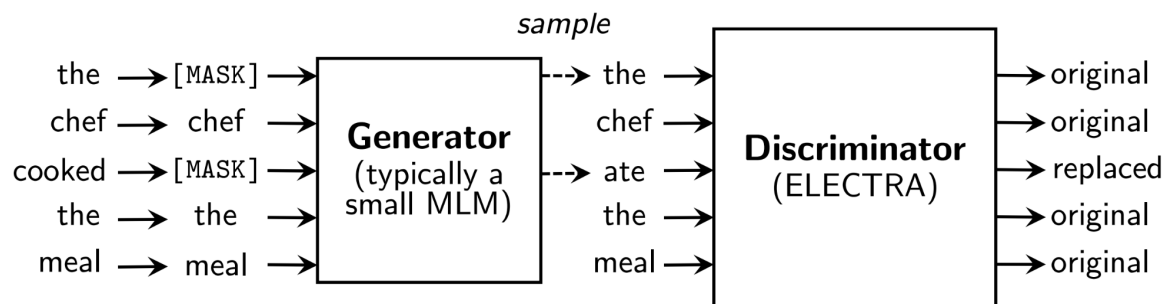 sample
the [MASK] the original
chef chef Generator chef original
cooked [MASK] (typically a ate Discriminator replaced
the the small MLM) the (ELECTRA) original
meal meal meal original